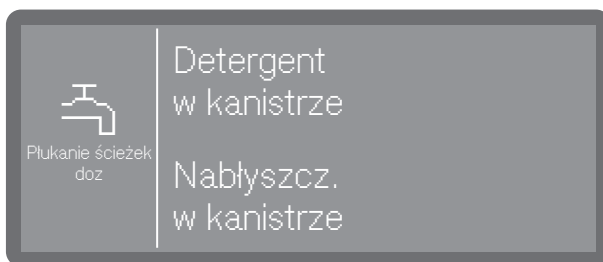 Płukanie ścieżek
doz
Detergent
w kanistrze
Nabłyszcz.
w kanistrze